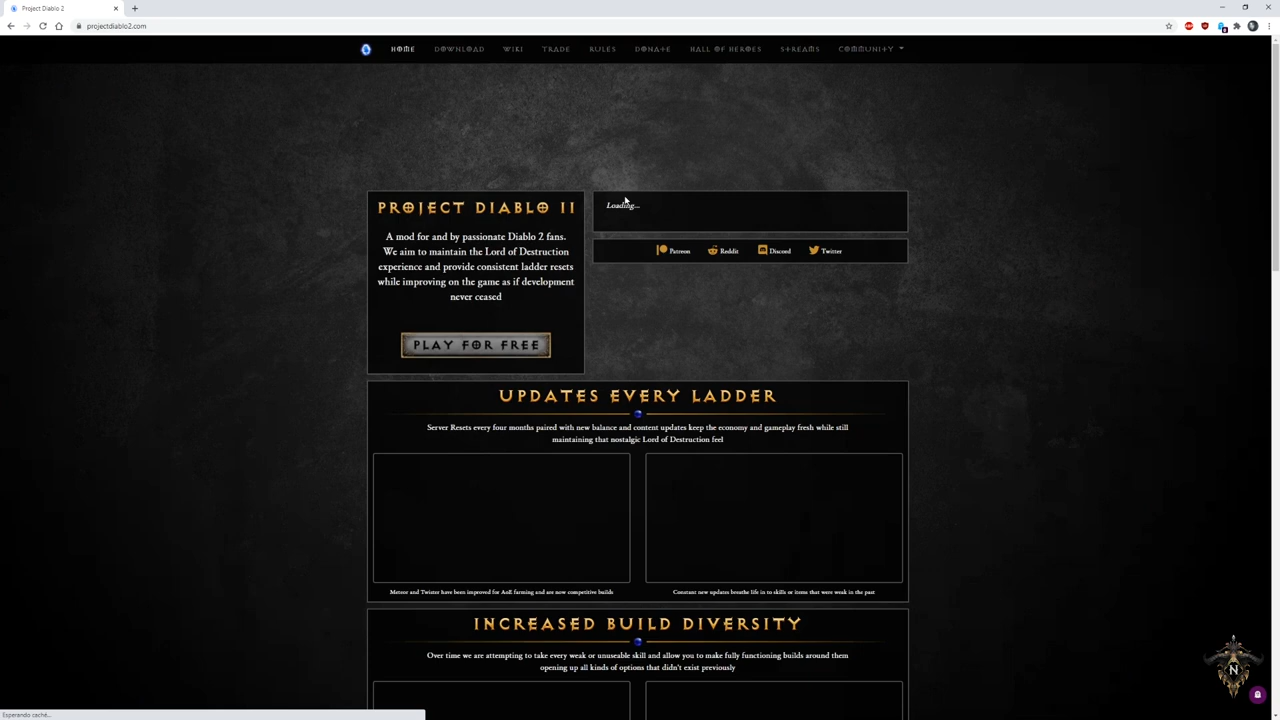 Project Diablo 2
projectdiablo2.com
HOME DOWNLOAD WIKI TRADE RULES DONATE HALL OF HEROES STREAMS COMMUNITY
PROJECT DIABLO II
A mod for and by passionate Diablo 2 fans.
We aim to maintain the Lord of Destruction
experience and provide consistent ladder resets
while improving on the game as if development
never ceased
PLAY FOR FREE
Loading...
Patreon Reddit Discord Twitter
UPDATES EVERY LADDER
Server Resets every four months paired with new balance and content updates keep the economy and gameplay fresh while still
maintaining that nostalgic Lord of Destruction feel
Meteor and Twister have been improved for AoE farming and are now competitive builds
Constant new updates breathe life in to skills or items that were weak in the past
INCREASED BUILD DIVERSITY
Over time we are attempting to take every weak or unuseable skill and allow you to make fully functioning builds around them
opening up all kinds of options that didn't exist previously
N
Esperando caché...